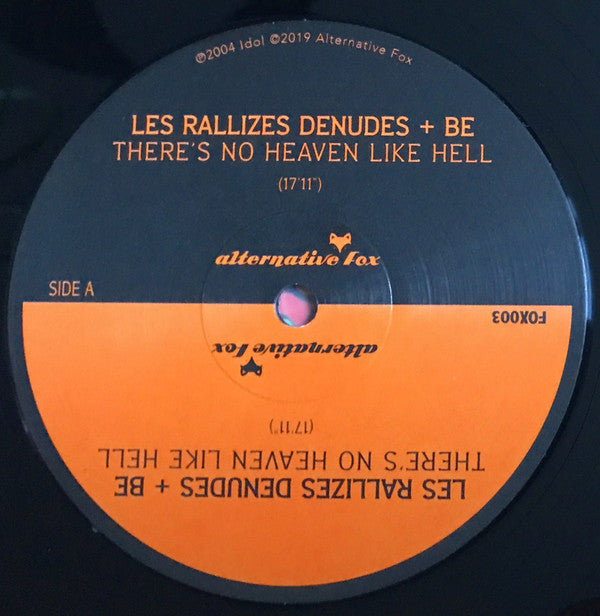 ℗2004 Idol ©2019 Alternative Fox
LES RALLIZES DENUDES + BE
THERE'S NO HEAVEN LIKE HELL
(17'11")
alternative fox
SIDE A
FOX003
alternative fox
(17'11")
THERE'S NO HEAVEN LIKE HELL
LES RALLIZES DENUDES + BE